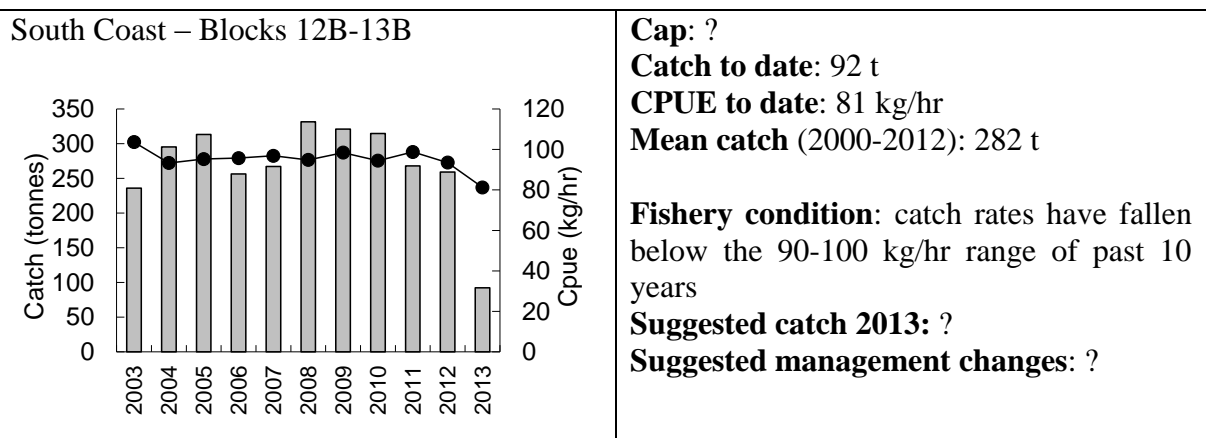 South Coast – Blocks 12B-13B
350
300
250
200
150
100
50
0
Catch (tonnes)
120
100
80
60
40
20
0
Cpue (kg/hr)
2003
2004
2005
2006
2007
2008
2009
2010
2011
2012
2013
Cap: ?
Catch to date: 92 t
CPUE to date: 81 kg/hr
Mean catch (2000-2012): 282 t
Fishery condition: catch rates have fallen
below the 90-100 kg/hr range of past 10
years
Suggested catch 2013: ?
Suggested management changes: ?